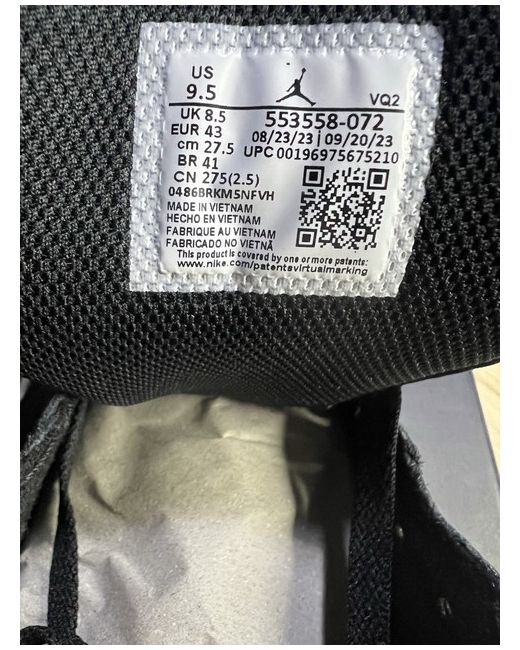 US
9.5
VQ2
UK 8.5
553558-072
EUR 43
08/23/23 | 09/20/23
cm 27.5
UPC 00196975675210
BR 41
CN 275(2.5)
0486BRKM5NFVH
MADE IN VIETNAM
HECHO EN VIETNAM
FABRIQUE AU VIETNAM
FABRICADO NO VIETNÃ
This product is covered by one or more patents:
www.nike.com/patentsvirtualmarking